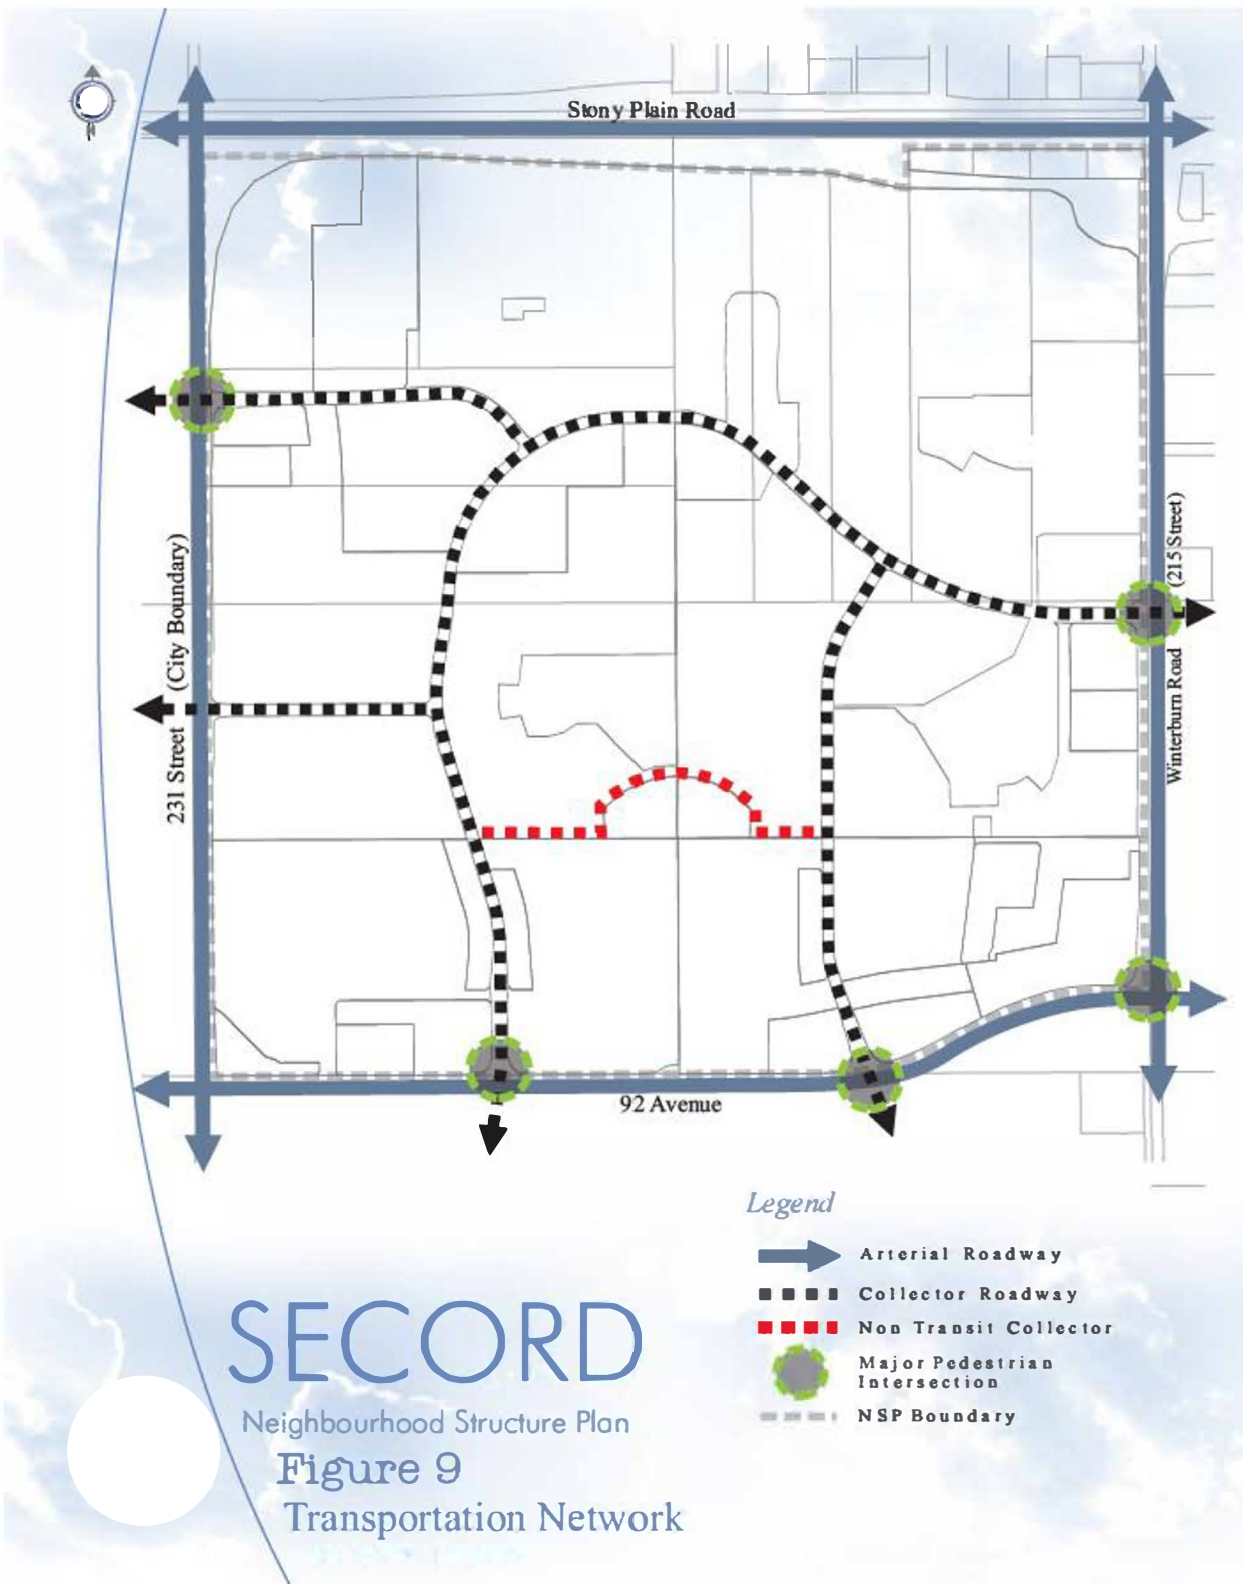 N
Stony Plain Road
231 Street (City Boundary)
Winterburn Road (215 Street)
92 Avenue
Legend
Arterial Roadway
Collector Roadway
Non Transit Collector
Major Pedestrian
Intersection
NSP Boundary
SECORD
Neighbourhood Structure Plan
Figure 9
Transportation Network